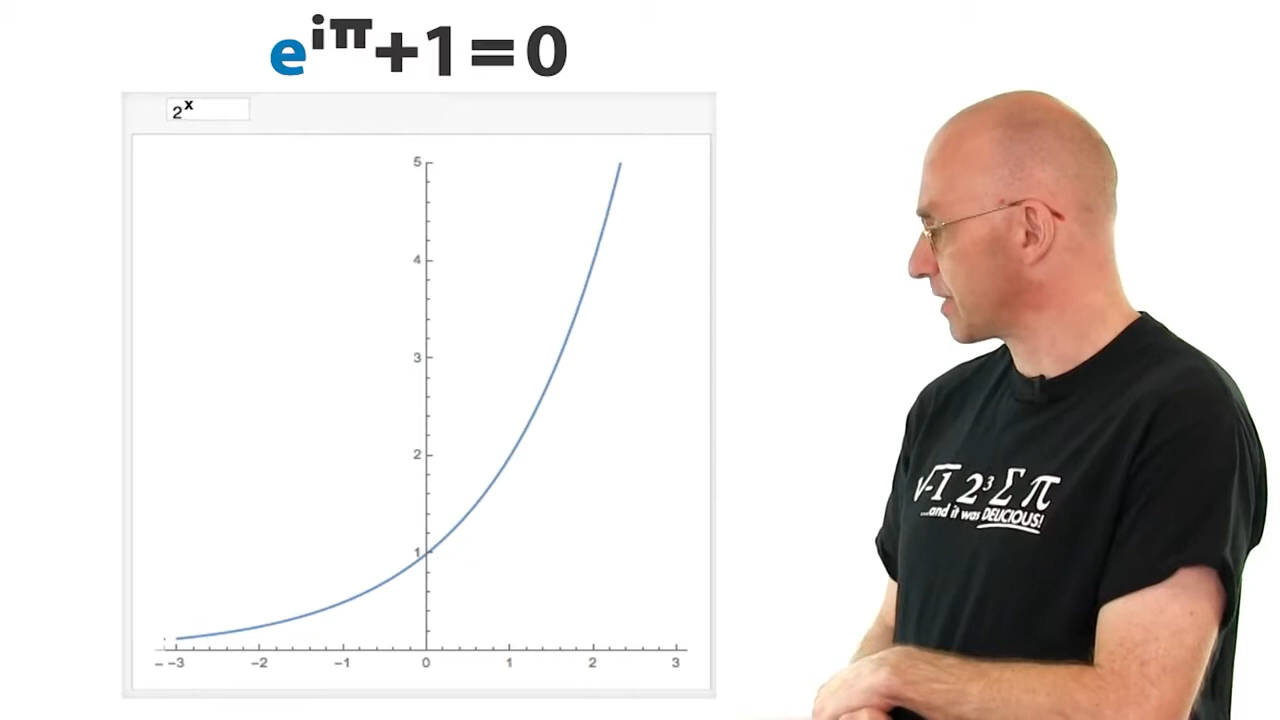 e^{iπ}+1=0
2^x
5
4
3
2
1
−3 −2 −1 0 1 2 3
√-1 2³ Σ π
...and it was DELICIOUS!